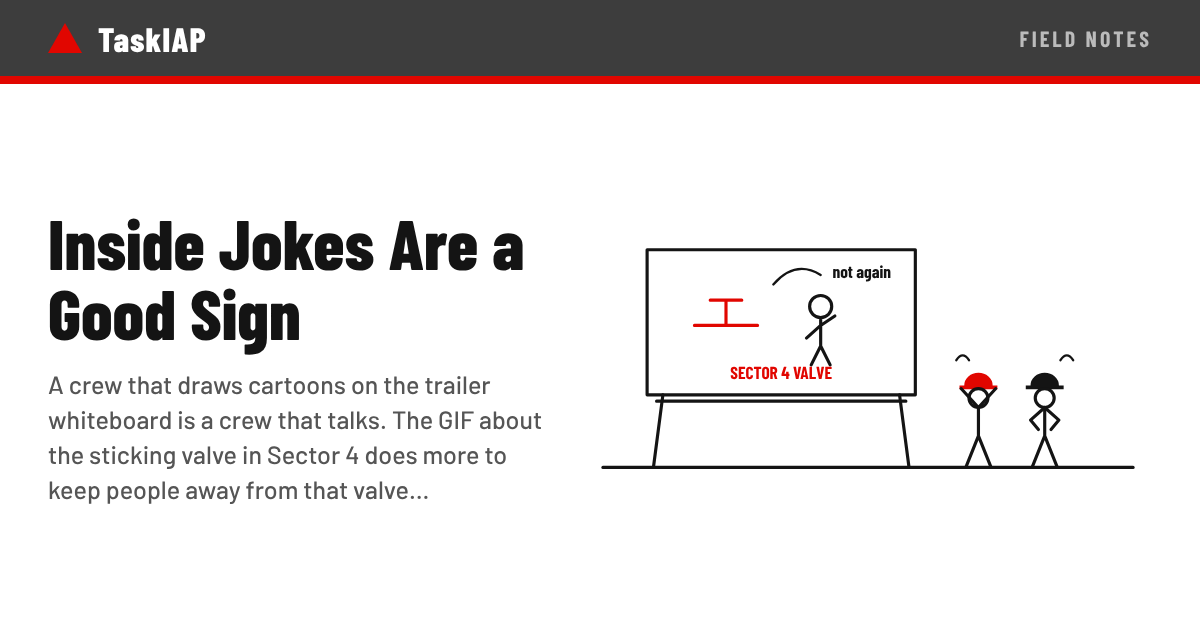 TaskIAP
FIELD NOTES
Inside Jokes Are a
Good Sign
A crew that draws cartoons on the trailer
whiteboard is a crew that talks. The GIF about
the sticking valve in Sector 4 does more to
keep people away from that valve...
not again
SECTOR 4 VALVE